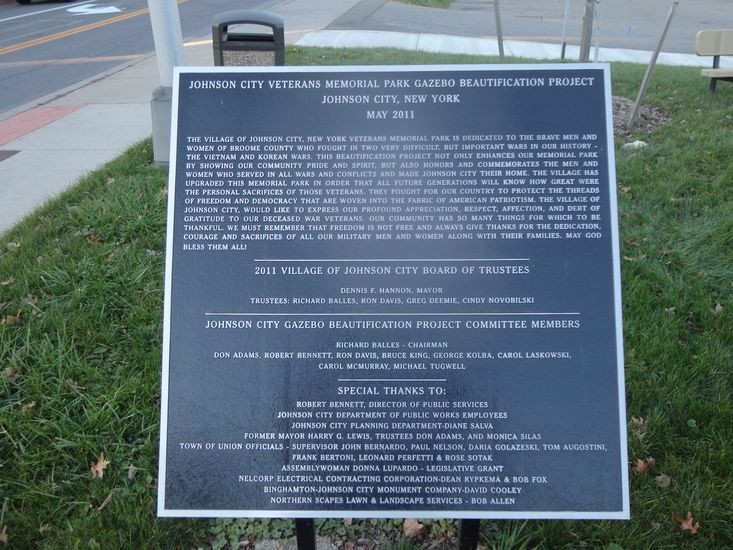 JOHNSON CITY VETERANS MEMORIAL PARK GAZEBO BEAUTIFICATION PROJECT
JOHNSON CITY, NEW YORK
MAY 2011
THE VILLAGE OF JOHNSON CITY, NEW YORK VETERANS MEMORIAL PARK IS DEDICATED TO THE BRAVE MEN AND
WOMEN OF BROOME COUNTY WHO FOUGHT IN TWO VERY DIFFICULT, BUT IMPORTANT WARS IN OUR HISTORY -
THE VIETNAM AND KOREAN WARS. THIS BEAUTIFICATION PROJECT NOT ONLY ENHANCES OUR MEMORIAL PARK
BY SHOWING OUR COMMUNITY PRIDE AND SPIRIT, BUT ALSO HONORS AND COMMEMORATES THE MEN AND
WOMEN WHO SERVED IN ALL WARS AND CONFLICTS AND MADE JOHNSON CITY THEIR HOME. THE VILLAGE HAS
UPGRADED THIS MEMORIAL PARK IN ORDER THAT ALL FUTURE GENERATIONS WILL KNOW HOW GREAT WERE
THE PERSONAL SACRIFICES OF THOSE VETERANS. THEY FOUGHT FOR OUR COUNTRY TO PROTECT THE THREADS
OF FREEDOM AND DEMOCRACY THAT ARE WOVEN INTO THE FABRIC OF AMERICAN PATRIOTISM. THE VILLAGE OF
JOHNSON CITY, WOULD LIKE TO EXPRESS OUR PROFOUND APPRECIATION, RESPECT, AFFECTION, AND DEBT OF
GRATITUDE TO OUR DECEASED WAR VETERANS. OUR COMMUNITY HAS SO MANY THINGS FOR WHICH TO BE
THANKFUL. WE MUST REMEMBER THAT FREEDOM IS NOT FREE AND ALWAYS GIVE THANKS FOR THE DEDICATION,
COURAGE AND SACRIFICES OF ALL OUR MILITARY MEN AND WOMEN ALONG WITH THEIR FAMILIES. MAY GOD
BLESS THEM ALL!
2011 VILLAGE OF JOHNSON CITY BOARD OF TRUSTEES
DENNIS F. HANNON, MAYOR
TRUSTEES: RICHARD BALLES, RON DAVIS, GREG DEEMIE, CINDY NOVOBILSKI
JOHNSON CITY GAZEBO BEAUTIFICATION PROJECT COMMITTEE MEMBERS
RICHARD BALLES - CHAIRMAN
DON ADAMS, ROBERT BENNETT, RON DAVIS, BRUCE KING, GEORGE KOLBA, CAROL LASKOWSKI,
CAROL MCMURRAY, MICHAEL TUGWELL
SPECIAL THANKS TO:
ROBERT BENNETT, DIRECTOR OF PUBLIC SERVICES
JOHNSON CITY DEPARTMENT OF PUBLIC WORKS EMPLOYEES
JOHNSON CITY PLANNING DEPARTMENT-DIANE SALVA
FORMER MAYOR HARRY G. LEWIS, TRUSTEES DON ADAMS, AND MONICA SILAS
TOWN OF UNION OFFICIALS - SUPERVISOR JOHN BERNARDO, PAUL NELSON, DARIA GOLAZESKI, TOM AUGOSTINI,
FRANK BERTONI, LEONARD PERFETTI & ROSE SOTAK
ASSEMBLYWOMAN DONNA LUPARDO - LEGISLATIVE GRANT
NELCORP ELECTRICAL CONTRACTING CORPORATION-DEAN RYPKEMA & BOB FOX
BINGHAMTON-JOHNSON CITY MONUMENT COMPANY-DAVID COOLEY
NORTHERN SCAPES LAWN & LANDSCAPE SERVICES - BOB ALLEN